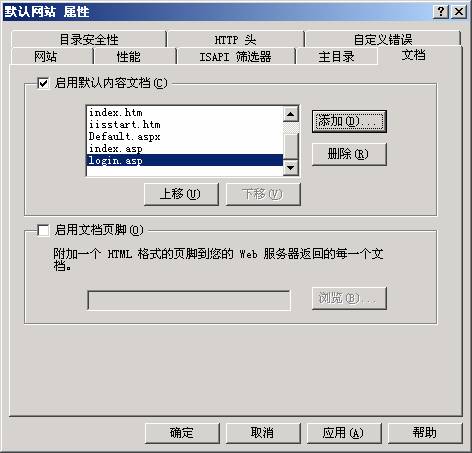 默认网站 属性
目录安全性
HTTP 头
自定义错误
网站
性能
ISAPI 筛选器
主目录
文档
启用默认内容文档(C)
index.htm
iisstart.htm
Default.aspx
index.asp
login.asp
添加(D)...
删除(R)
上移(U)
下移(V)
启用文档页脚(O)
附加一个 HTML 格式的页脚到您的 Web 服务器返回的每一个文
档。
浏览(B)...
确定
取消
应用(A)
帮助